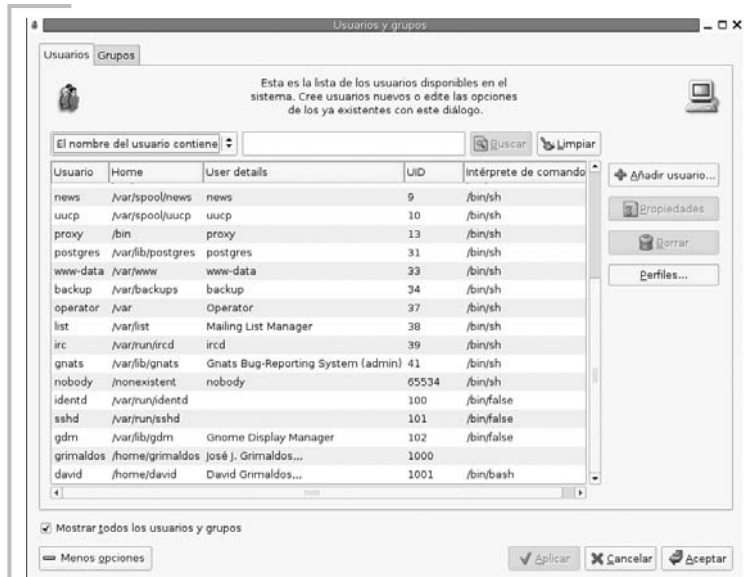 Usuarios y grupos
Usuarios Grupos
Esta es la lista de los usuarios disponibles en el
sistema. Cree usuarios nuevos o edite las opciones
de los ya existentes con este diálogo.
El nombre del usuario contiene Buscar Limpiar
Usuario Home User details UID Intérprete de comando
news /var/spool/news news 9 /bin/sh
uucp /var/spool/uucp uucp 10 /bin/sh
proxy /bin proxy 13 /bin/sh
postgres /var/lib/postgres postgres 31 /bin/sh
www-data /var/www www-data 33 /bin/sh
backup /var/backups backup 34 /bin/sh
operator /var Operator 37 /bin/sh
list /var/list Mailing List Manager 38 /bin/sh
irc /var/run/ircd ircd 39 /bin/sh
gnats /var/lib/gnats Gnats Bug-Reporting System (admin) 41 /bin/sh
nobody /nonexistent nobody 65534 /bin/sh
identd /var/run/identd 100 /bin/false
sshd /var/run/sshd 101 /bin/false
gdm /var/lib/gdm Gnome Display Manager 102 /bin/false
grimaldos /home/grimaldos José J. Grimaldos,,, 1000
david /home/david David Grimaldos,,, 1001 /bin/bash
Añadir usuario...
Propiedades
Borrar
Perfiles...
Mostrar todos los usuarios y grupos
Menos opciones Aplicar Cancelar Aceptar